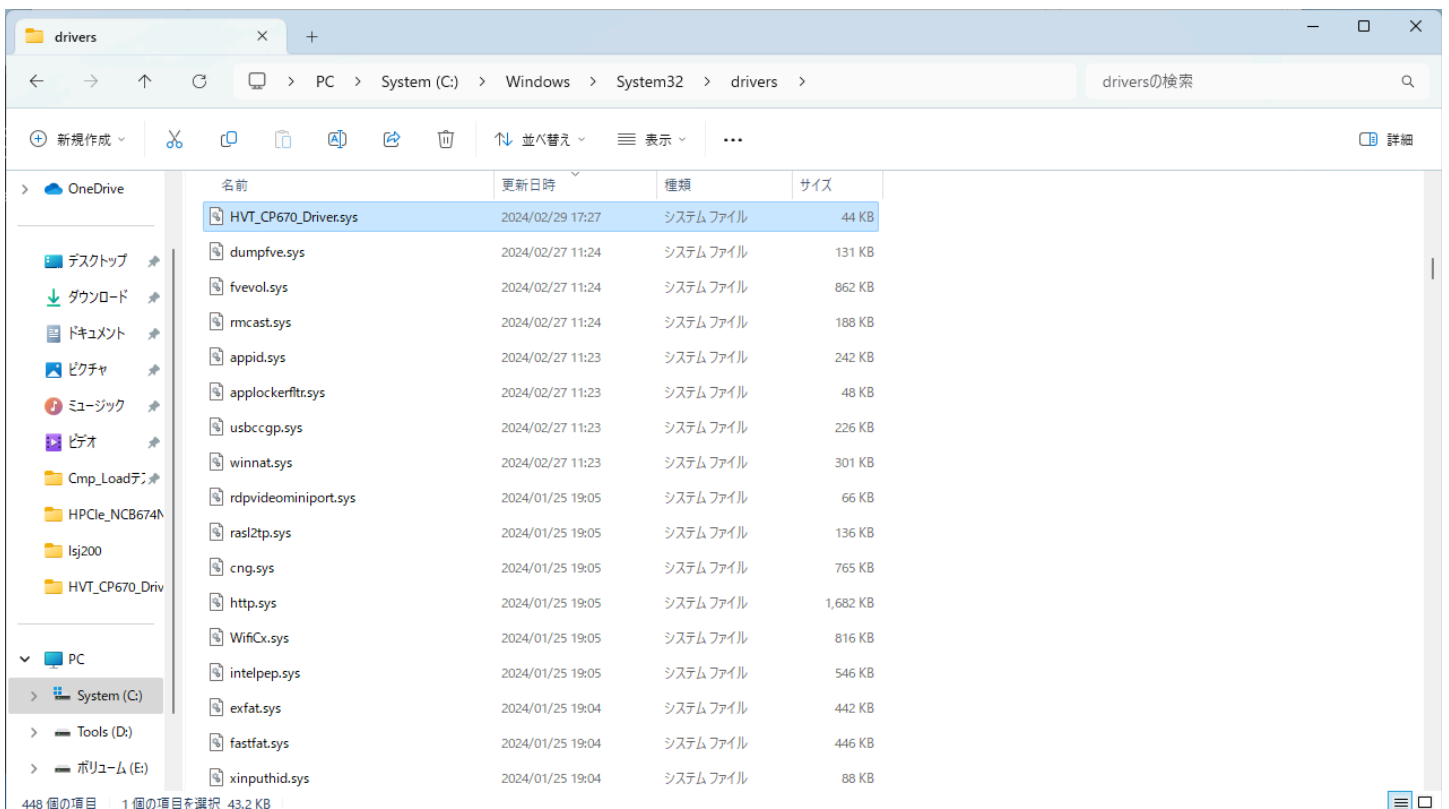 drivers
PC System (C:) Windows System32 drivers
driversの検索
新規作成 並べ替え 表示 詳細
OneDrive
デスクトップ
ダウンロード
ドキュメント
ピクチャ
ミュージック
ビデオ
Cmp_Loadテ
HPCIe_NCB674N
lsj200
HVT_CP670_Driv
PC
System (C:)
Tools (D:)
ボリューム (E:)
名前 更新日時 種類 サイズ
HVT_CP670_Driver.sys 2024/02/29 17:27 システム ファイル 44 KB
dumpfve.sys 2024/02/27 11:24 システム ファイル 131 KB
fvevol.sys 2024/02/27 11:24 システム ファイル 862 KB
rmcast.sys 2024/02/27 11:24 システム ファイル 188 KB
appid.sys 2024/02/27 11:23 システム ファイル 242 KB
applockerfltr.sys 2024/02/27 11:23 システム ファイル 48 KB
usbccgp.sys 2024/02/27 11:23 システム ファイル 226 KB
winnat.sys 2024/02/27 11:23 システム ファイル 301 KB
rdpvideominiport.sys 2024/01/25 19:05 システム ファイル 66 KB
rasl2tp.sys 2024/01/25 19:05 システム ファイル 136 KB
cng.sys 2024/01/25 19:05 システム ファイル 765 KB
http.sys 2024/01/25 19:05 システム ファイル 1,682 KB
WifiCx.sys 2024/01/25 19:05 システム ファイル 816 KB
intelpep.sys 2024/01/25 19:05 システム ファイル 546 KB
exfat.sys 2024/01/25 19:04 システム ファイル 442 KB
fastfat.sys 2024/01/25 19:04 システム ファイル 446 KB
xinputhid.sys 2024/01/25 19:04 システム ファイル 88 KB
448 個の項目 1 個の項目を選択 43.2 KB